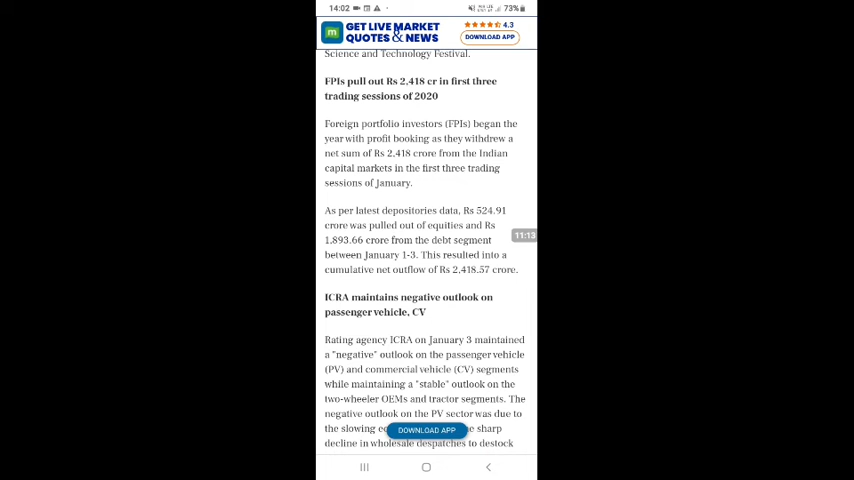 14:02
73%
GET LIVE MARKET
QUOTES & NEWS
4.3
DOWNLOAD APP
Science and Technology Festival.
FPIs pull out Rs 2,418 cr in first three
trading sessions of 2020
Foreign portfolio investors (FPIs) began the
year with profit booking as they withdrew a
net sum of Rs 2,418 crore from the Indian
capital markets in the first three trading
sessions of January.
As per latest depositories data, Rs 524.91
crore was pulled out of equities and Rs
1,893.66 crore from the debt segment
between January 1-3. This resulted into a
cumulative net outflow of Rs 2,418.57 crore.
11:13
ICRA maintains negative outlook on
passenger vehicle, CV
Rating agency ICRA on January 3 maintained
a "negative" outlook on the passenger vehicle
(PV) and commercial vehicle (CV) segments
while maintaining a "stable" outlook on the
two-wheeler OEMs and tractor segments. The
negative outlook on the PV sector was due to
the slowing sharp
DOWNLOAD APP
decline in wholesale despatches to destock